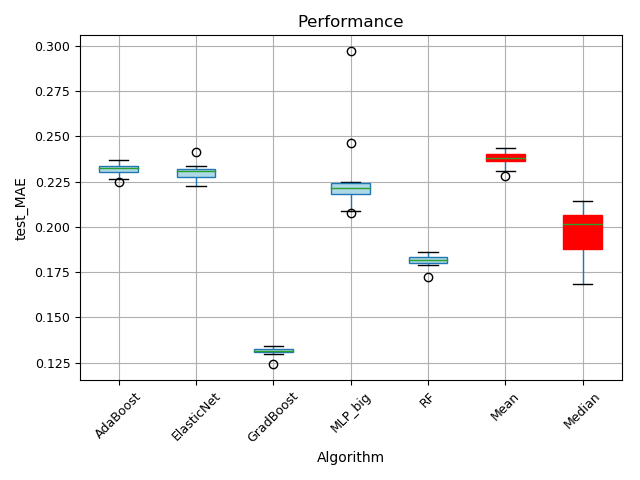 Performance
test_MAE
0.300
0.275
0.250
0.225
0.200
0.175
0.150
0.125
AdaBoost
ElasticNet
GradBoost
MLP_big
RF
Mean
Median
Algorithm